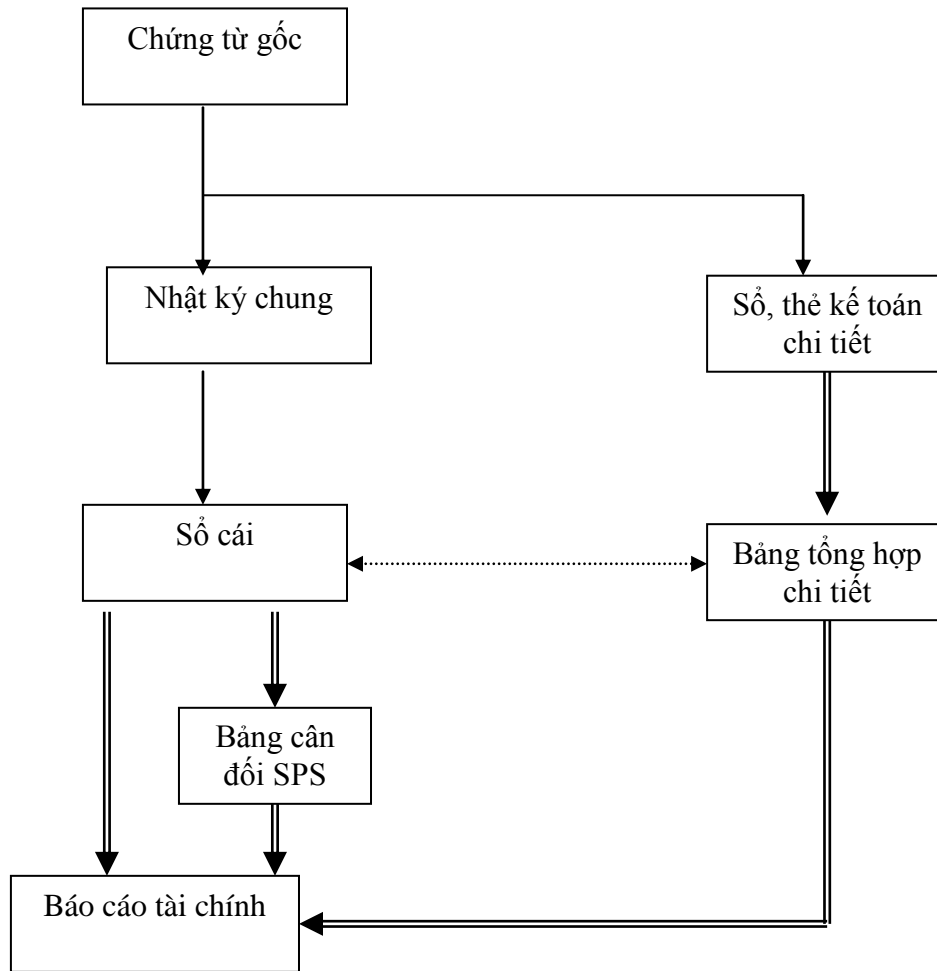 Chứng từ gốc
Nhật ký chung
Sổ, thẻ kế toán
chi tiết
Sổ cái
Bảng tổng hợp
chi tiết
Bảng cân
đối SPS
Báo cáo tài chính